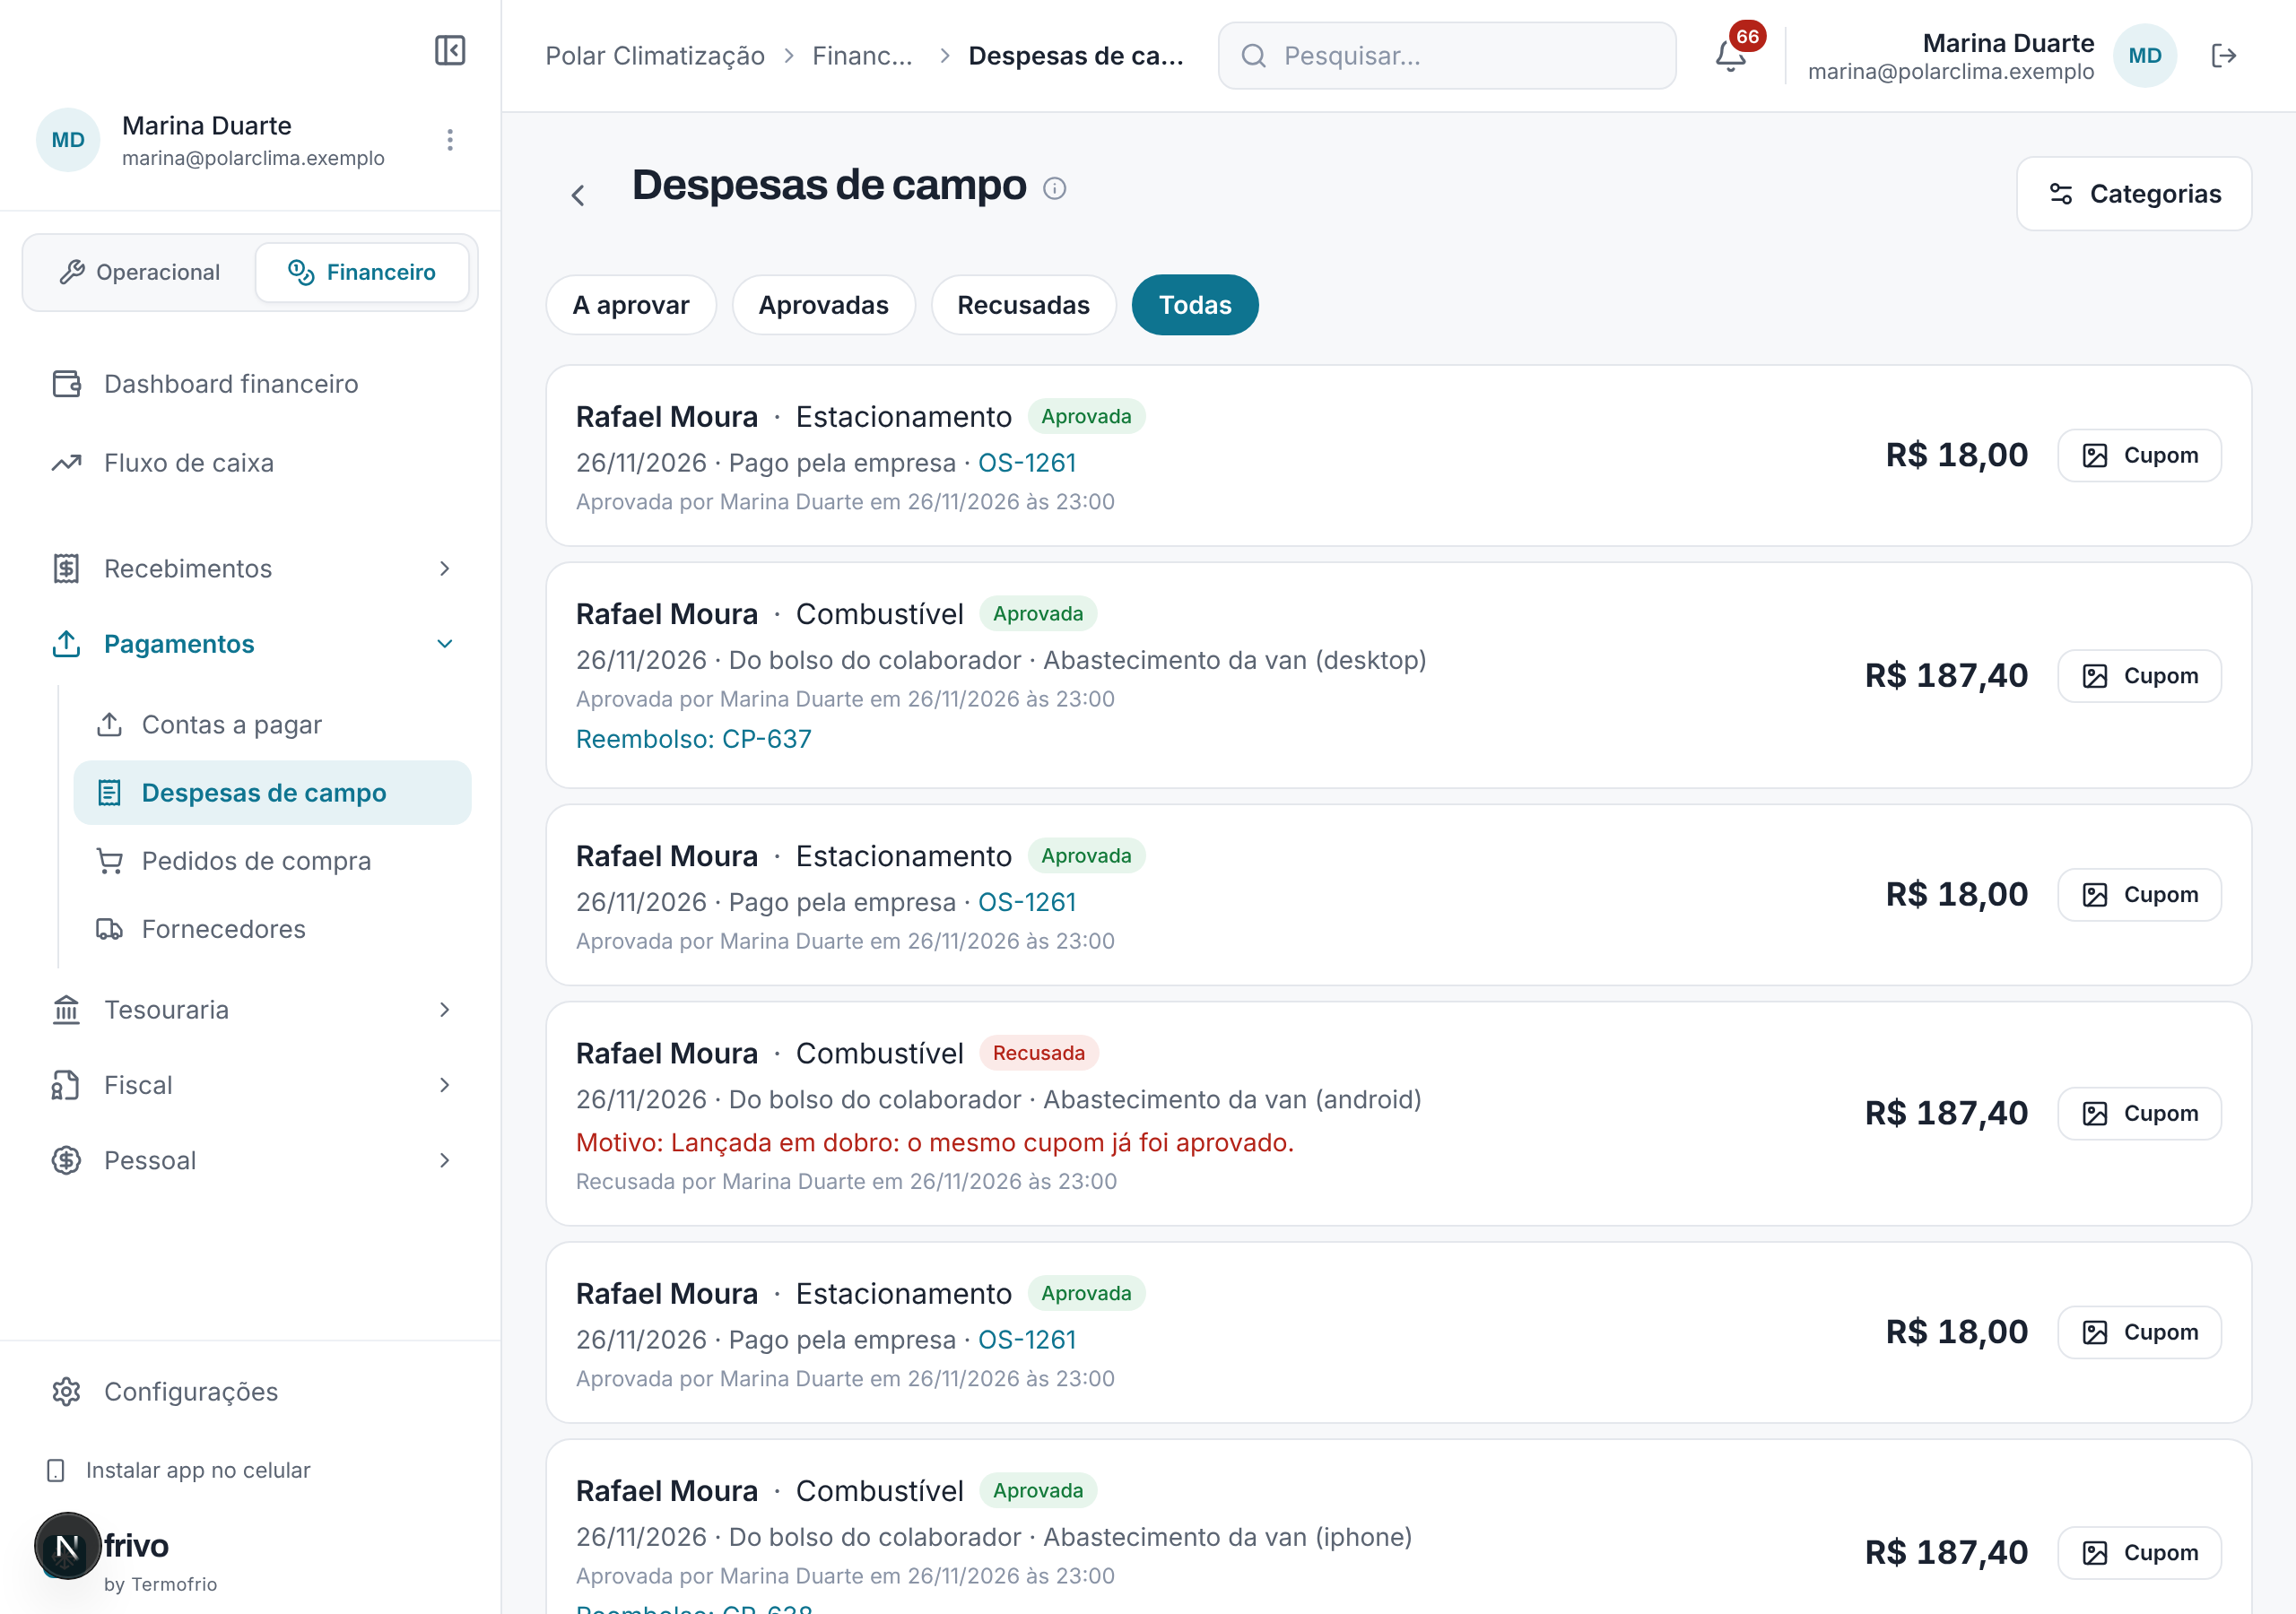 MD
Marina Duarte
marina@polarclima.exemplo
Operacional
Financeiro
Dashboard financeiro
Fluxo de caixa
Recebimentos
Pagamentos
Contas a pagar
Despesas de campo
Pedidos de compra
Fornecedores
Tesouraria
Fiscal
Pessoal
Configurações
Instalar app no celular
N
frivo
by Termofrio
Polar Climatização > Financ... > Despesas de ca...
Pesquisar...
66
Marina Duarte
marina@polarclima.exemplo
MD
Despesas de campo
Categorias
A aprovar
Aprovadas
Recusadas
Todas
Rafael Moura · Estacionamento Aprovada
26/11/2026 · Pago pela empresa · OS-1261
Aprovada por Marina Duarte em 26/11/2026 às 23:00
R$ 18,00
Cupom
Rafael Moura · Combustível Aprovada
26/11/2026 · Do bolso do colaborador · Abastecimento da van (desktop)
Aprovada por Marina Duarte em 26/11/2026 às 23:00
Reembolso: CP-637
R$ 187,40
Cupom
Rafael Moura · Estacionamento Aprovada
26/11/2026 · Pago pela empresa · OS-1261
Aprovada por Marina Duarte em 26/11/2026 às 23:00
R$ 18,00
Cupom
Rafael Moura · Combustível Recusada
26/11/2026 · Do bolso do colaborador · Abastecimento da van (android)
Motivo: Lançada em dobro: o mesmo cupom já foi aprovado.
Recusada por Marina Duarte em 26/11/2026 às 23:00
R$ 187,40
Cupom
Rafael Moura · Estacionamento Aprovada
26/11/2026 · Pago pela empresa · OS-1261
Aprovada por Marina Duarte em 26/11/2026 às 23:00
R$ 18,00
Cupom
Rafael Moura · Combustível Aprovada
26/11/2026 · Do bolso do colaborador · Abastecimento da van (iphone)
Aprovada por Marina Duarte em 26/11/2026 às 23:00
Reembolso: CP-638
R$ 187,40
Cupom